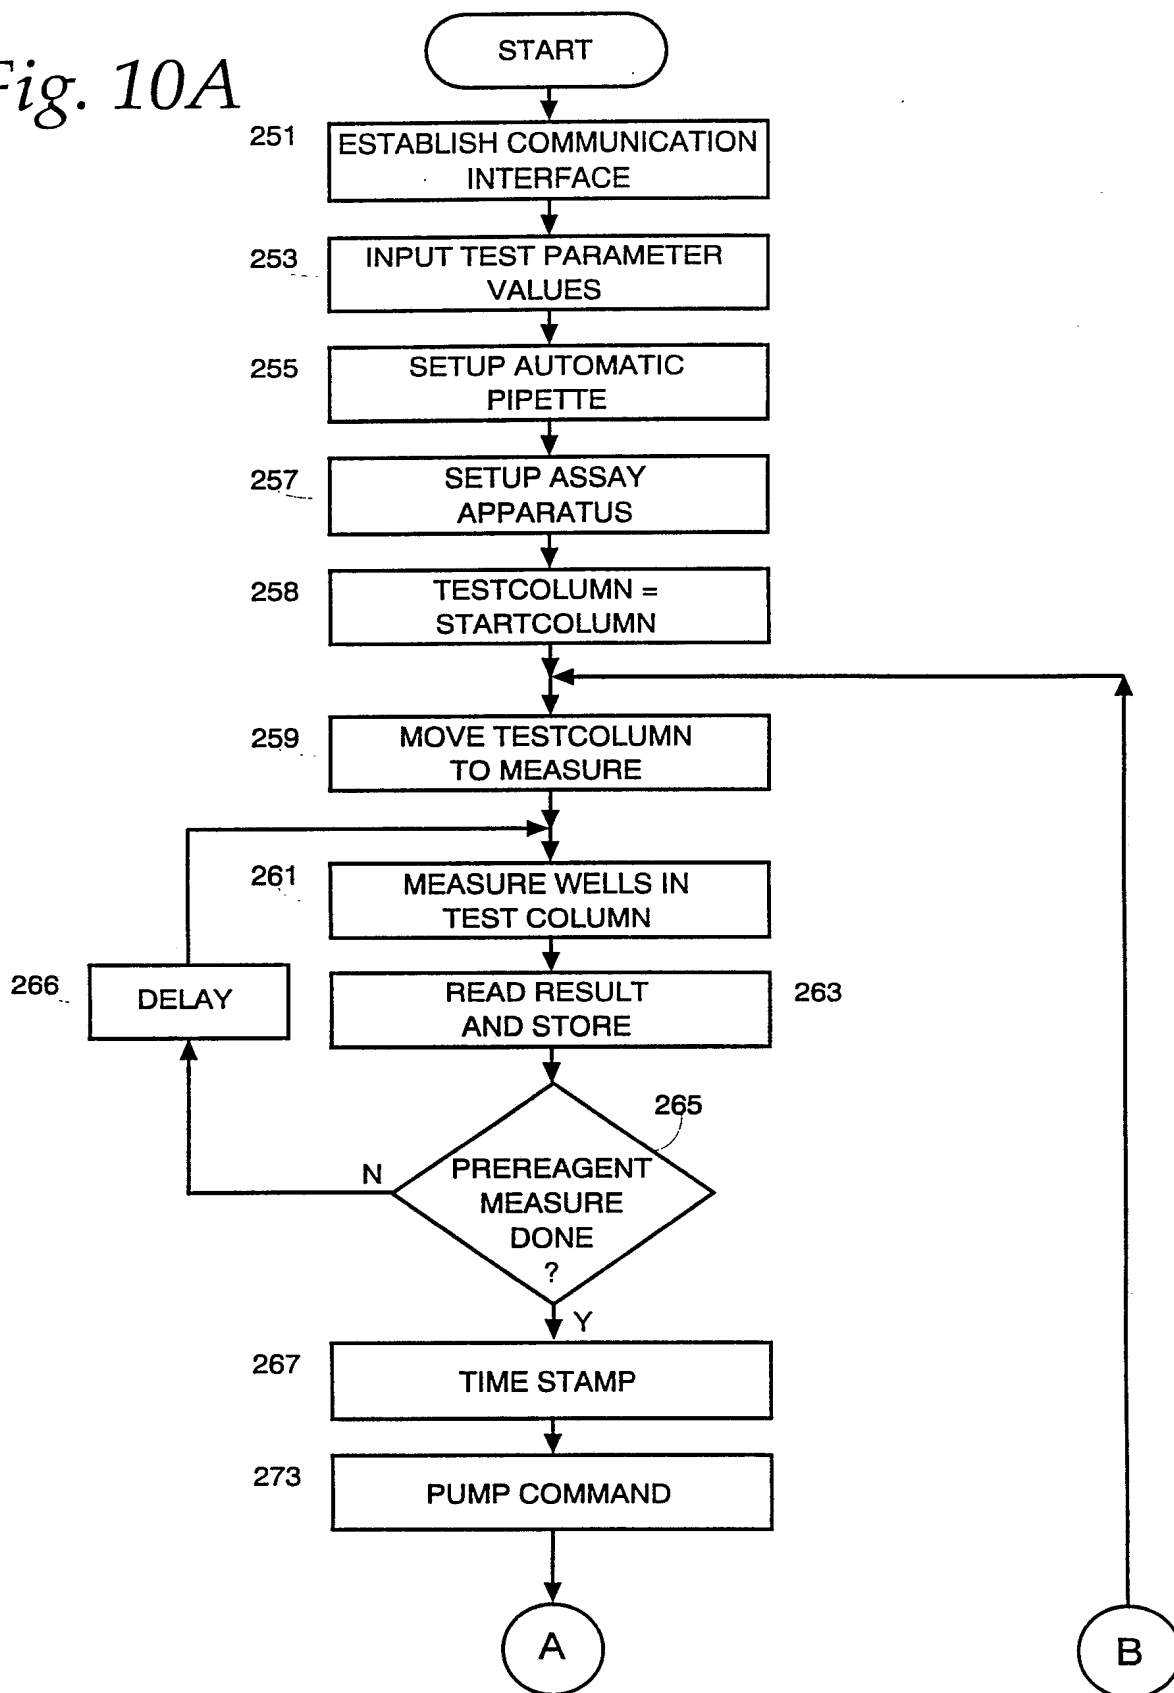 Fig. 10A
START
251
ESTABLISH COMMUNICATION
INTERFACE
253
INPUT TEST PARAMETER
VALUES
255
SETUP AUTOMATIC
PIPETTE
257
SETUP ASSAY
APPARATUS
258
TESTCOLUMN =
STARTCOLUMN
259
MOVE TESTCOLUMN
TO MEASURE
261
MEASURE WELLS IN
TEST COLUMN
266
DELAY
READ RESULT
AND STORE
263
265
N
PREREAGENT
MEASURE
DONE
?
Y
267
TIME STAMP
273
PUMP COMMAND
A
B